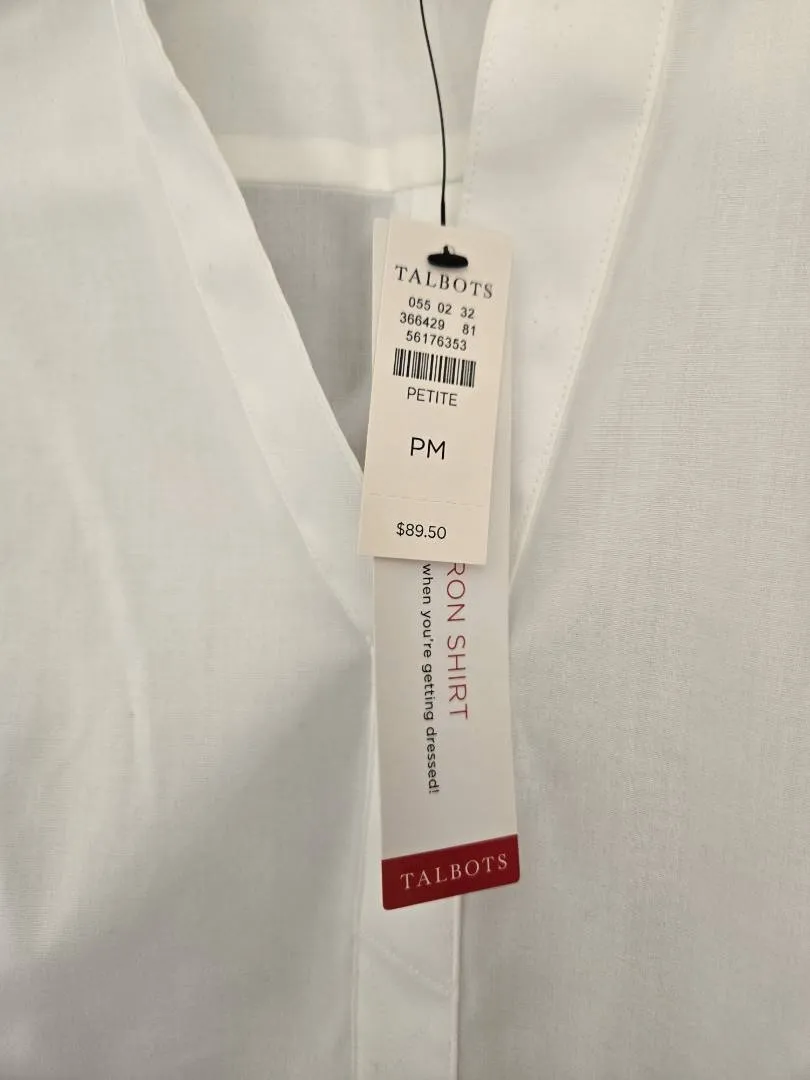 TALBOTS
055 02 32
366429 81
56176353
PETITE
PM
$89.50
RON SHIRT
when you're getting dressed!
TALBOTS